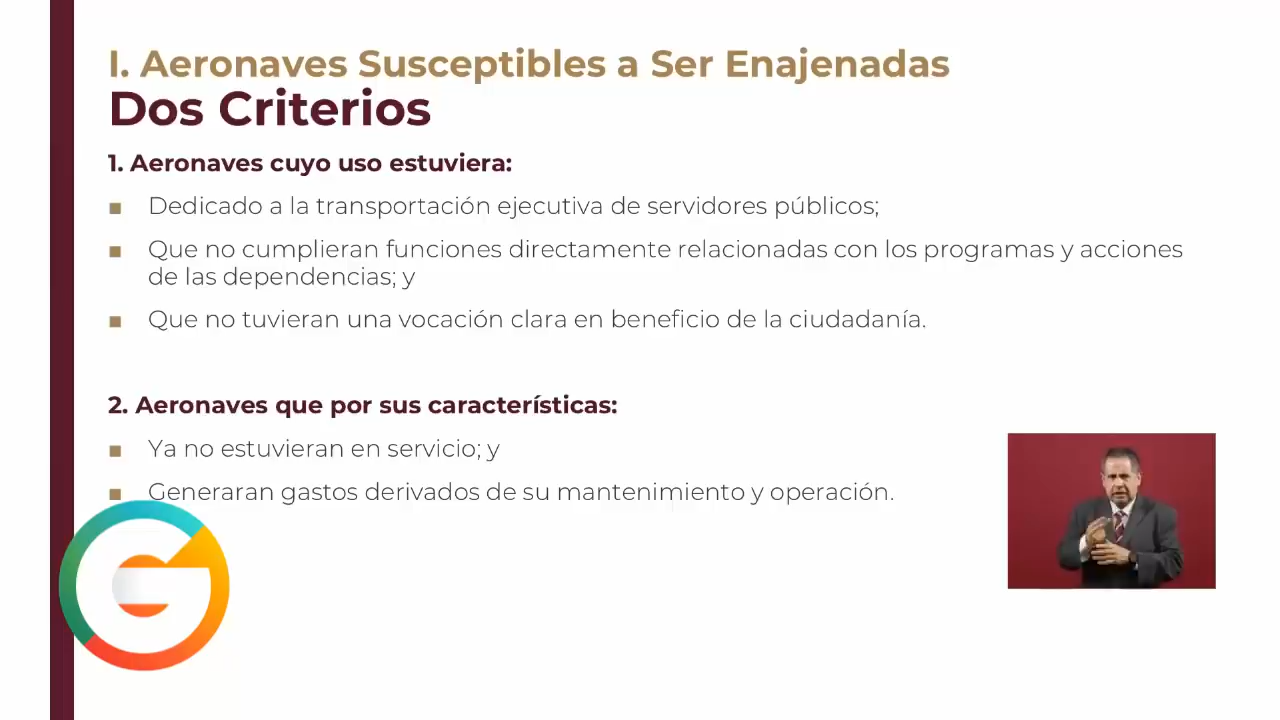 I. Aeronaves Susceptibles a Ser Enajenadas
Dos Criterios
1. Aeronaves cuyo uso estuviera:
■ Dedicado a la transportación ejecutiva de servidores públicos;
■ Que no cumplieran funciones directamente relacionadas con los programas y acciones
de las dependencias; y
■ Que no tuvieran una vocación clara en beneficio de la ciudadanía.
2. Aeronaves que por sus características:
■ Ya no estuvieran en servicio; y
■ Generaran gastos derivados de su mantenimiento y operación.
G